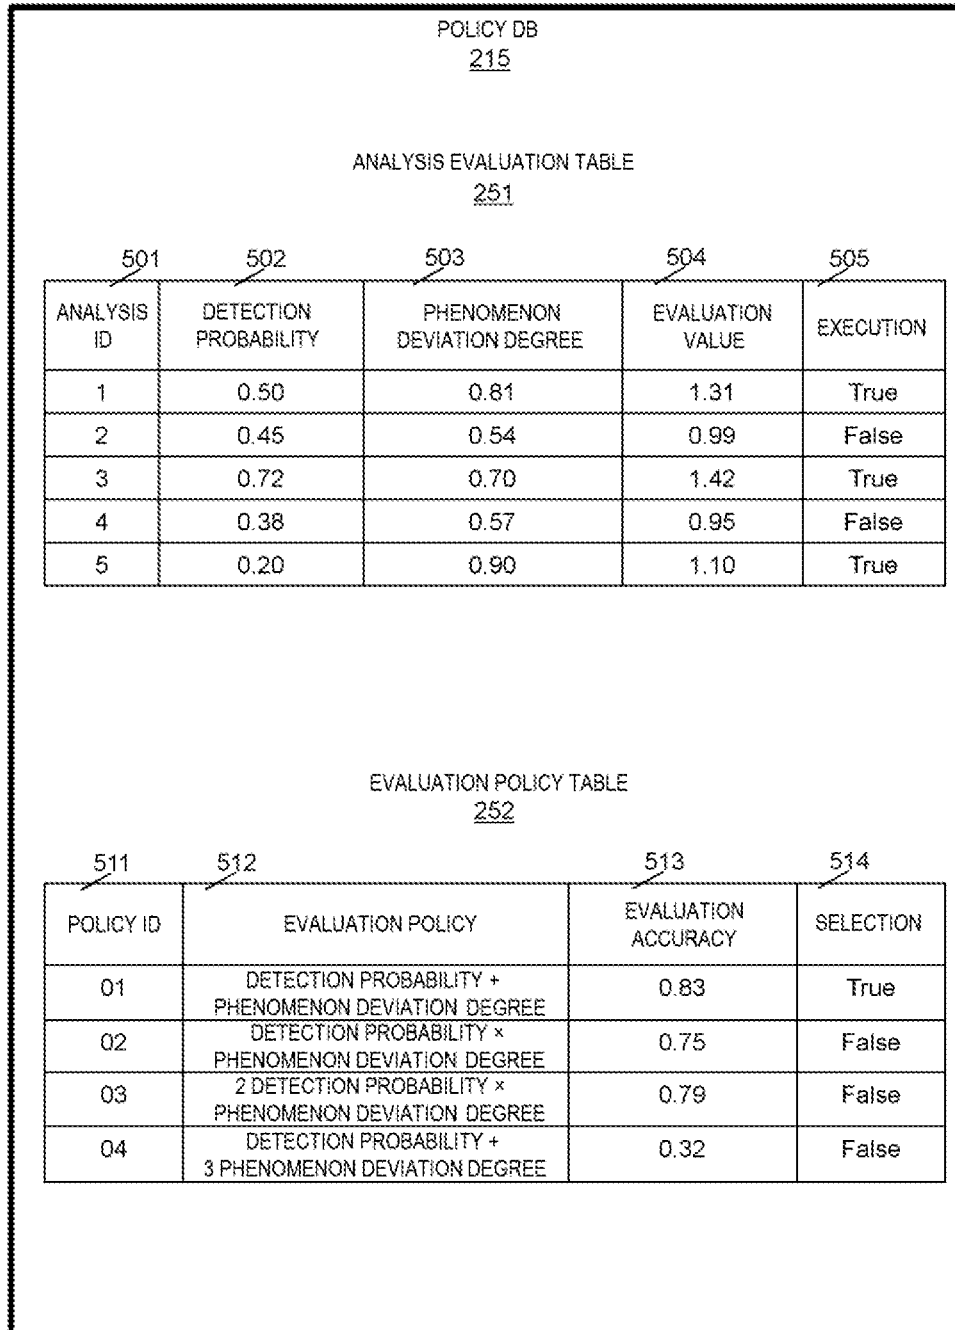 POLICY DB
215
ANALYSIS EVALUATION TABLE
251
501 502 503 504 505
ANALYSIS ID DETECTION PROBABILITY PHENOMENON DEVIATION DEGREE EVALUATION VALUE EXECUTION
1 0.50 0.81 1.31 True
2 0.45 0.54 0.99 False
3 0.72 0.70 1.42 True
4 0.38 0.57 0.95 False
5 0.20 0.90 1.10 True
EVALUATION POLICY TABLE
252
511 512 513 514
POLICY ID EVALUATION POLICY EVALUATION ACCURACY SELECTION
01 DETECTION PROBABILITY + PHENOMENON DEVIATION DEGREE 0.83 True
02 DETECTION PROBABILITY × PHENOMENON DEVIATION DEGREE 0.75 False
03 2 DETECTION PROBABILITY × PHENOMENON DEVIATION DEGREE 0.79 False
04 DETECTION PROBABILITY + 3 PHENOMENON DEVIATION DEGREE 0.32 False